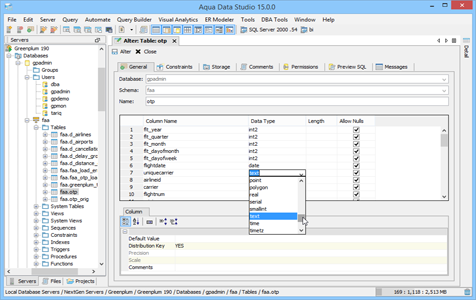 Aqua Data Studio 15.0.0
File Edit Server Query Automate Visual Analytics ER Modeler Tools DBA Tools Window Help
SQL Server 2000 .54 bi
Servers
Alter: Table: otp
Alter Close
General Constraints Storage Comments Permissions Preview SQL Messages
Detail
Greenplum 190
Databases
gpadmin
Groups
Users
dba
gpadmin
gpdemo
gpmon
tariq
faa
Tables
faa.d_airlines
faa.d_airports
faa.d_cancellati
faa.d_delay_gro
faa.d_distance_
faa.faa_load_er
faa.faa_otp_loa
faa.greenplum_t
faa.otp
faa.otp_orig
System Tables
Views
System Views
Sequences
Constraints
Indexes
Triggers
Procedures
Functions
Database: gpadmin
Schema: faa
Name: otp
Column Name Data Type Length Allow Nulls
1 flt_year int2
2 flt_quarter int2
3 flt_month int2
4 flt_dayofmonth int2
5 flt_dayofweek int2
6 flightdate date
7 uniquecarrier text
8 airlineid
9 carrier
10 flightnum
point
polygon
real
serial
smallint
text
time
timetz
Column
Default Value
Distribution Key YES
Precision
Scale
Comments
Servers Files Projects
Local Database Servers / NextGen Servers / Greenplum / Greenplum 190 / Databases / gpadmin / faa / Tables / faa.otp
169 : 1,118 : 2,513 MB